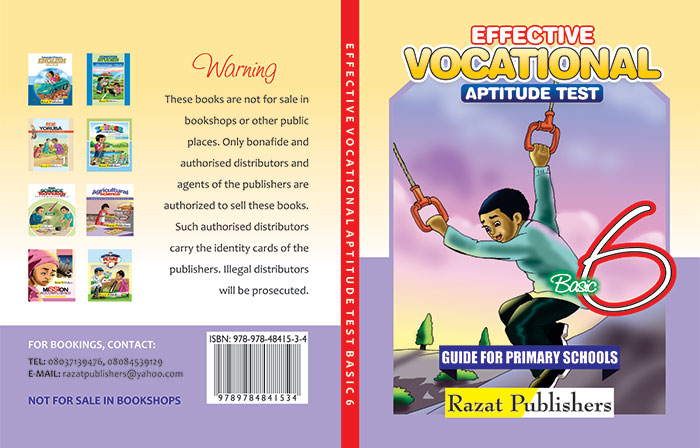 Warning
These books are not for sale in
bookshops or other public
places. Only bonafide and
authorised distributors and
agents of the publishers are
authorized to sell these books.
Such authorised distributors
carry the identity cards of the
publishers. Illegal distributors
will be prosecuted.
ENGLISH
YORUBA
Agricultural
MISSION
FOR BOOKINGS, CONTACT:
TEL: 08037139476, 08084539129
E-MAIL: razatpublishers@yahoo.com
NOT FOR SALE IN BOOKSHOPS
ISBN: 978-978-48415-3-4
9789784841534
EFFECTIVE VOCATIONAL APTITUDE TEST BASIC 6
EFFECTIVE
VOCATIONAL
APTITUDE TEST
Basic 6
GUIDE FOR PRIMARY SCHOOLS
Razat Publishers